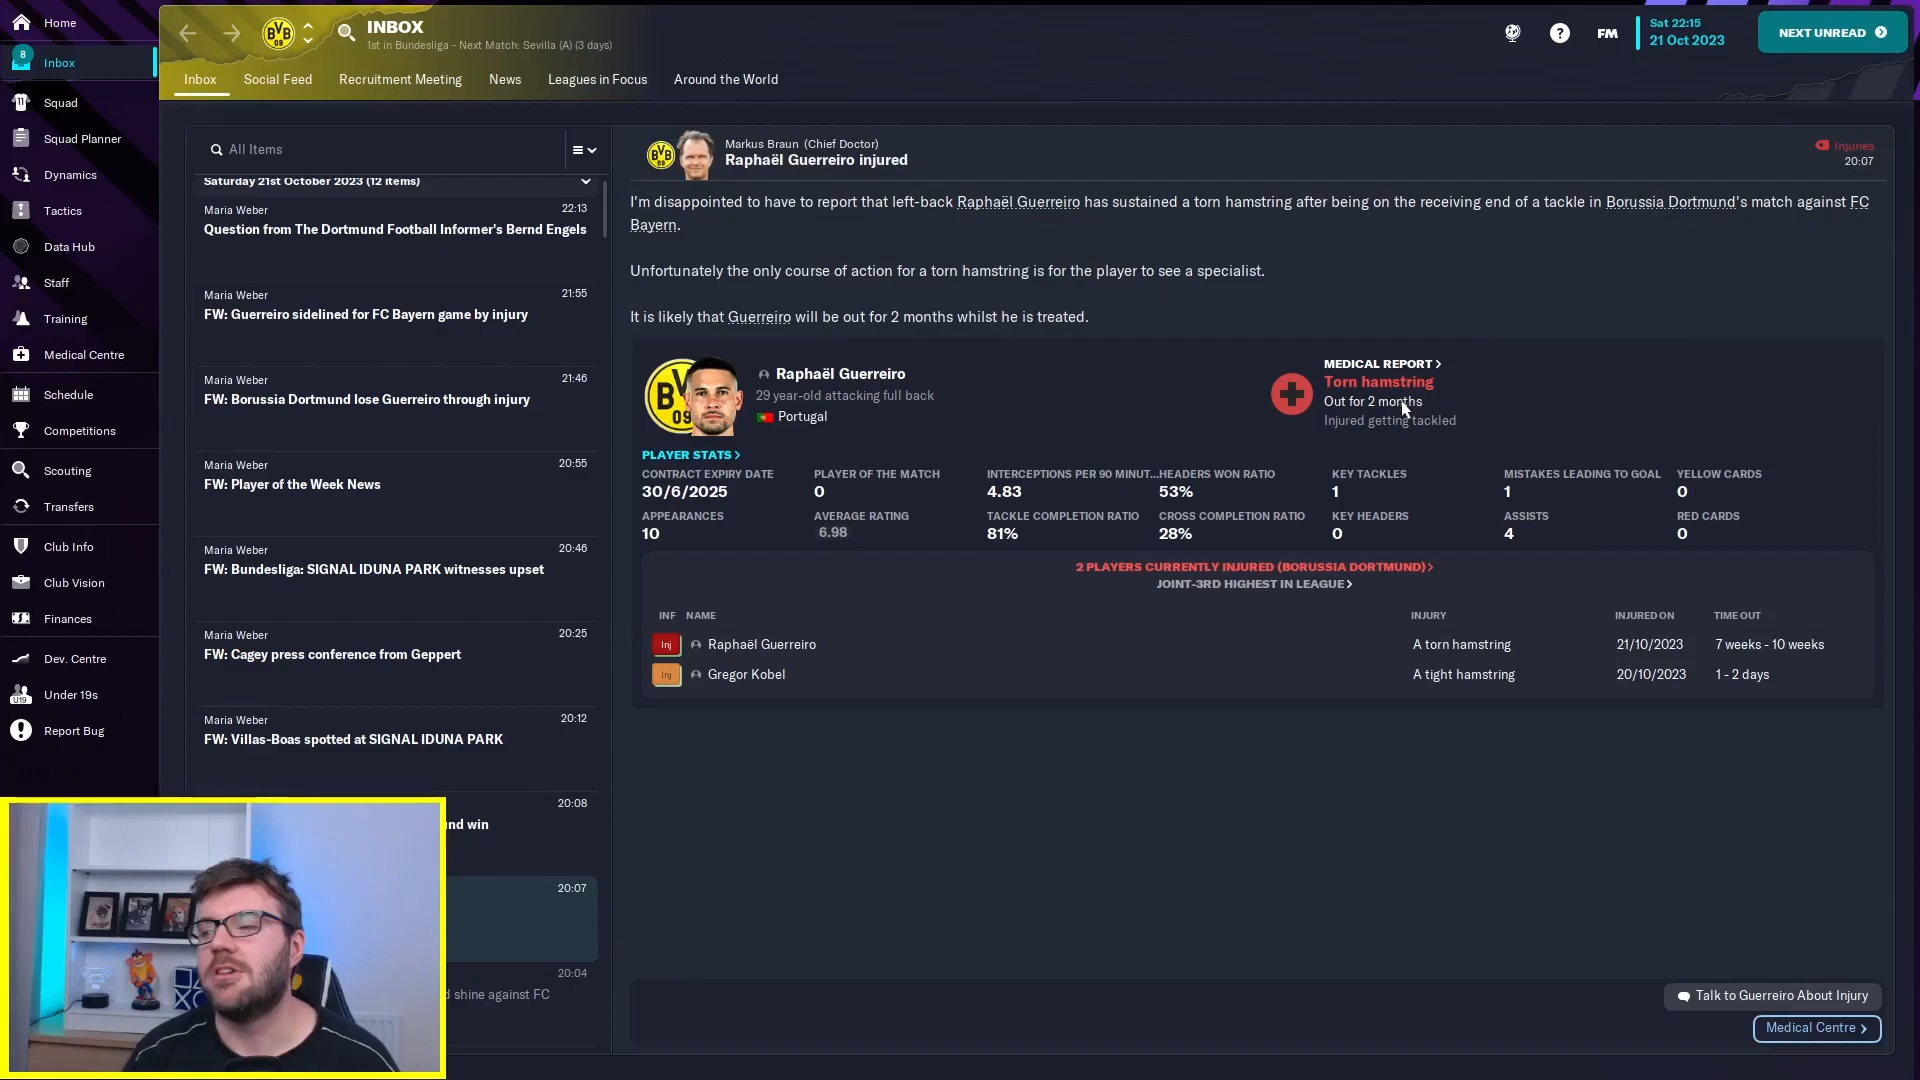 Home
8
Inbox
Squad
Squad Planner
Dynamics
Tactics
Data Hub
Staff
Training
Medical Centre
Schedule
Competitions
Scouting
Transfers
Club Info
Club Vision
Finances
Dev. Centre
U19
Under 19s
Report Bug
BVB
09
INBOX
1st in Bundesliga - Next Match: Sevilla (A) (3 days)
Inbox
Social Feed
Recruitment Meeting
News
Leagues in Focus
Around the World
FM
Sat 22:15
21 Oct 2023
NEXT UNREAD
All Items
Saturday 21st October 2023 (12 items)
Maria Weber
22:13
Question from The Dortmund Football Informer's Bernd Engels
Maria Weber
21:55
FW: Guerreiro sidelined for FC Bayern game by injury
Maria Weber
21:46
FW: Borussia Dortmund lose Guerreiro through injury
Maria Weber
20:55
FW: Player of the Week News
Maria Weber
20:46
FW: Bundesliga: SIGNAL IDUNA PARK witnesses upset
Maria Weber
20:25
FW: Cagey press conference from Geppert
Maria Weber
20:12
FW: Villas-Boas spotted at SIGNAL IDUNA PARK
20:08
und win
20:07
20:04
d shine against FC
BVB
09
Markus Braun (Chief Doctor)
Raphaël Guerreiro injured
Injuries
20:07
I'm disappointed to have to report that left-back Raphaël Guerreiro has sustained a torn hamstring after being on the receiving end of a tackle in Borussia Dortmund's match against FC
Bayern.
Unfortunately the only course of action for a torn hamstring is for the player to see a specialist.
It is likely that Guerreiro will be out for 2 months whilst he is treated.
Raphaël Guerreiro
29 year-old attacking full back
Portugal
MEDICAL REPORT
Torn hamstring
Out for 2 months
Injured getting tackled
PLAYER STATS
CONTRACT EXPIRY DATE
PLAYER OF THE MATCH
INTERCEPTIONS PER 90 MINUT...
HEADERS WON RATIO
KEY TACKLES
MISTAKES LEADING TO GOAL
YELLOW CARDS
30/6/2025
0
4.83
53%
1
1
0
APPEARANCES
AVERAGE RATING
TACKLE COMPLETION RATIO
CROSS COMPLETION RATIO
KEY HEADERS
ASSISTS
RED CARDS
10
6.98
81%
28%
0
4
0
2 PLAYERS CURRENTLY INJURED (BORUSSIA DORTMUND)
JOINT-3RD HIGHEST IN LEAGUE
INF NAME
INJURY
INJURED ON
TIME OUT
Inj
Raphaël Guerreiro
A torn hamstring
21/10/2023
7 weeks - 10 weeks
Inj
Gregor Kobel
A tight hamstring
20/10/2023
1 - 2 days
Talk to Guerreiro About Injury
Medical Centre